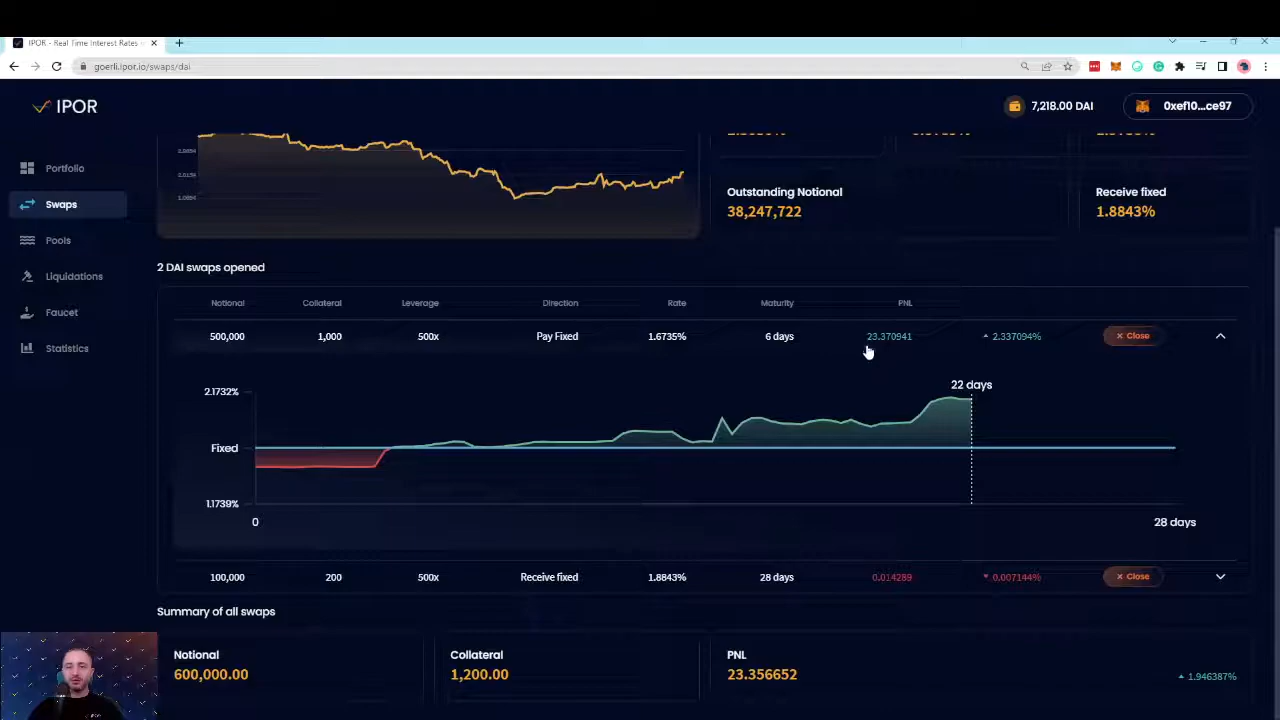 IPOR - Real Time Interest Rates -
goerli.ipor.io/swaps/dai
IPOR
7,218.00 DAI
0xef10...ce97
Portfolio
Swaps
Pools
Liquidations
Faucet
Statistics
Outstanding Notional
38,247,722
Receive fixed
1.8843%
2 DAI swaps opened
Notional Collateral Leverage Direction Rate Maturity PNL
500,000 1,000 500x Pay Fixed 1.6735% 6 days 23.370941 2.337094% × Close
22 days
2.1732%
Fixed
1.1739%
0
28 days
100,000 200 500x Receive fixed 1.8843% 28 days 0.014289 0.007144% × Close
Summary of all swaps
Notional
600,000.00
Collateral
1,200.00
PNL
23.356652
1.946387%